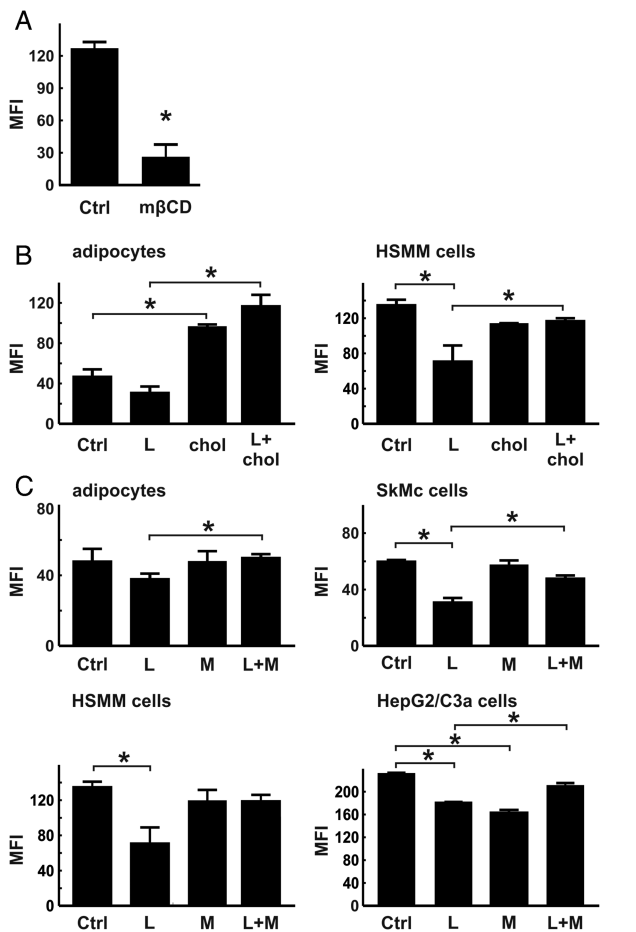 A
120
90
60
30
0
MFI
*
Ctrl mβCD
B
adipocytes
120
80
40
0
MFI
* *
Ctrl L chol L+
chol
HSMM cells
120
80
40
0
MFI
* *
Ctrl L chol L+
chol
C
adipocytes
80
40
0
MFI
*
Ctrl L M L+M
SkMc cells
80
40
0
MFI
* *
Ctrl L M L+M
HSMM cells
120
80
40
0
MFI
*
Ctrl L M L+M
HepG2/C3a cells
200
160
120
80
40
0
MFI
* * *
Ctrl L M L+M